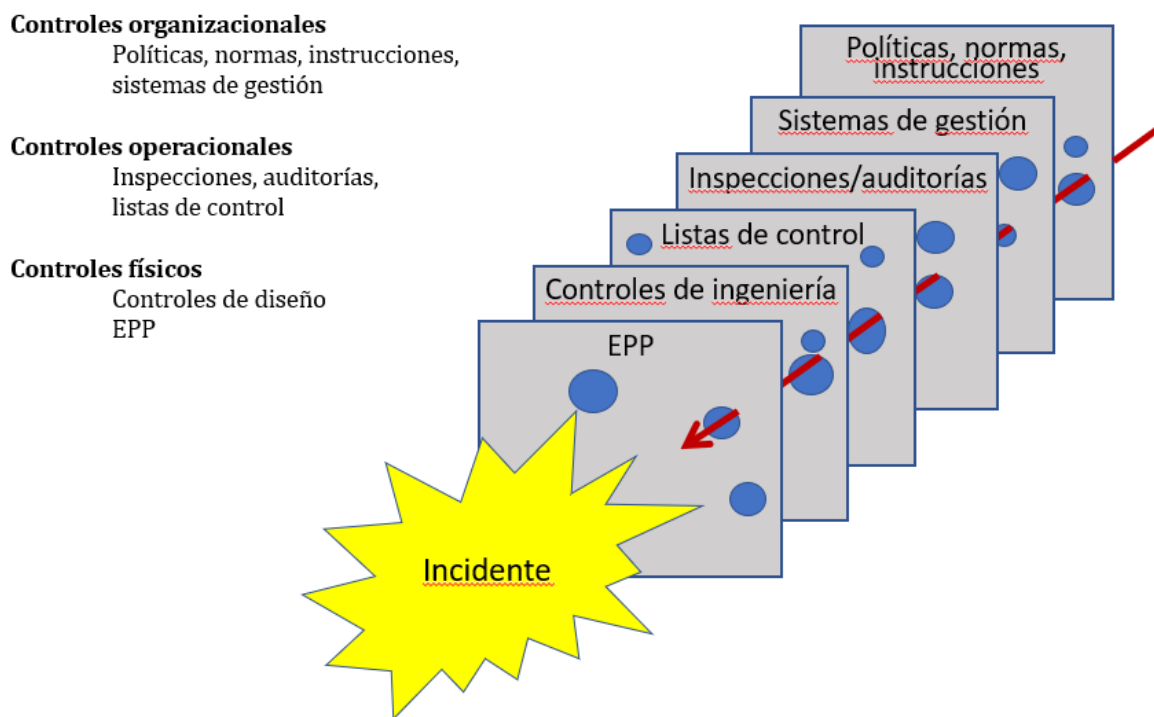 Controles organizacionales
Políticas, normas, instrucciones,
sistemas de gestión
Controles operacionales
Inspecciones, auditorías,
listas de control
Controles físicos
Controles de diseño
EPP
Políticas, normas,
instrucciones
Sistemas de gestión
Inspecciones/auditorías
Listas de control
Controles de ingeniería
EPP
Incidente